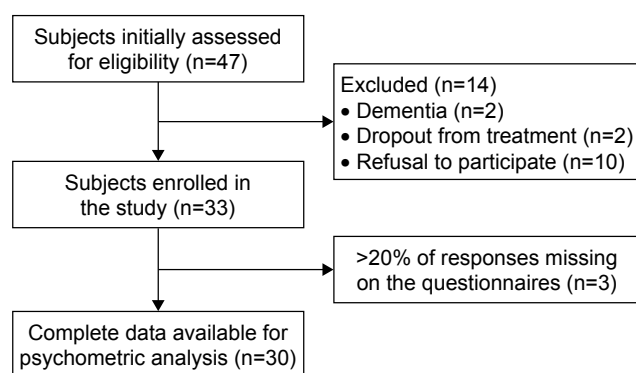 Subjects initially assessed
for eligibility (n=47)
Excluded (n=14)
• Dementia (n=2)
• Dropout from treatment (n=2)
• Refusal to participate (n=10)
Subjects enrolled in
the study (n=33)
>20% of responses missing
on the questionnaires (n=3)
Complete data available for
psychometric analysis (n=30)